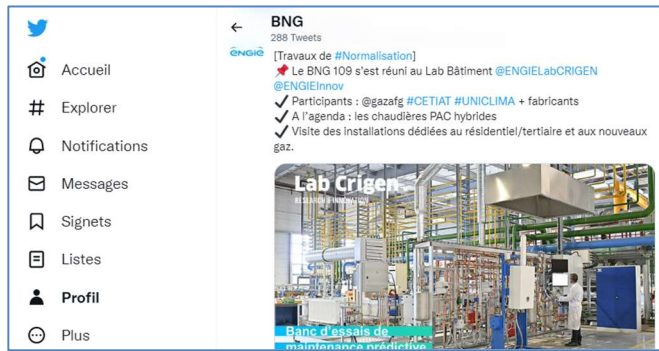 BNG
288 Tweets
ENGIE
[Travaux de #Normalisation]
📌 Le BNG 109 s'est réuni au Lab Bâtiment @ENGIELabCRIGEN
@ENGIEInnov
✔ Participants : @gazafg #CETIAT #UNICLIMA + fabricants
✔ A l'agenda : les chaudières PAC hybrides
✔ Visite des installations dédiées au résidentiel/tertiaire et aux nouveaux
gaz.
Accueil
Explorer
Notifications
Messages
Signets
Listes
Profil
Plus
Lab Crigen
RESEARCH & INNOVATION
Banc d'essais de
maintenance prédictive